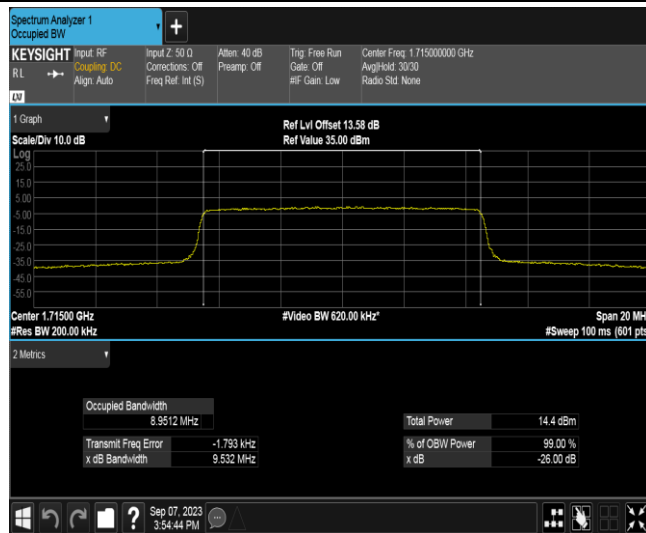 Spectrum Analyzer 1
Occupied BW
+
KEYSIGHT
RL
LXI
Input: RF
Coupling: DC
Align: Auto
Input Z: 50 Ω
Corrections: Off
Freq Ref: Int (S)
Atten: 40 dB
Preamp: Off
Trig: Free Run
Gate: Off
#IF Gain: Low
Center Freq: 1.715000000 GHz
Avg|Hold: 30/30
Radio Std: None
1 Graph
Scale/Div 10.0 dB
Ref Lvl Offset 13.58 dB
Ref Value 35.00 dBm
Log
25.0
15.0
5.00
-5.00
-15.0
-25.0
-35.0
-45.0
-55.0
Center 1.71500 GHz
#Video BW 620.00 kHz*
Span 20 MH
#Res BW 200.00 kHz
#Sweep 100 ms (601 pts
2 Metrics
Occupied Bandwidth
8.9512 MHz
Total Power 14.4 dBm
Transmit Freq Error -1.793 kHz
% of OBW Power 99.00 %
x dB Bandwidth 9.532 MHz
x dB -26.00 dB
?
Sep 07, 2023
3:54:44 PM